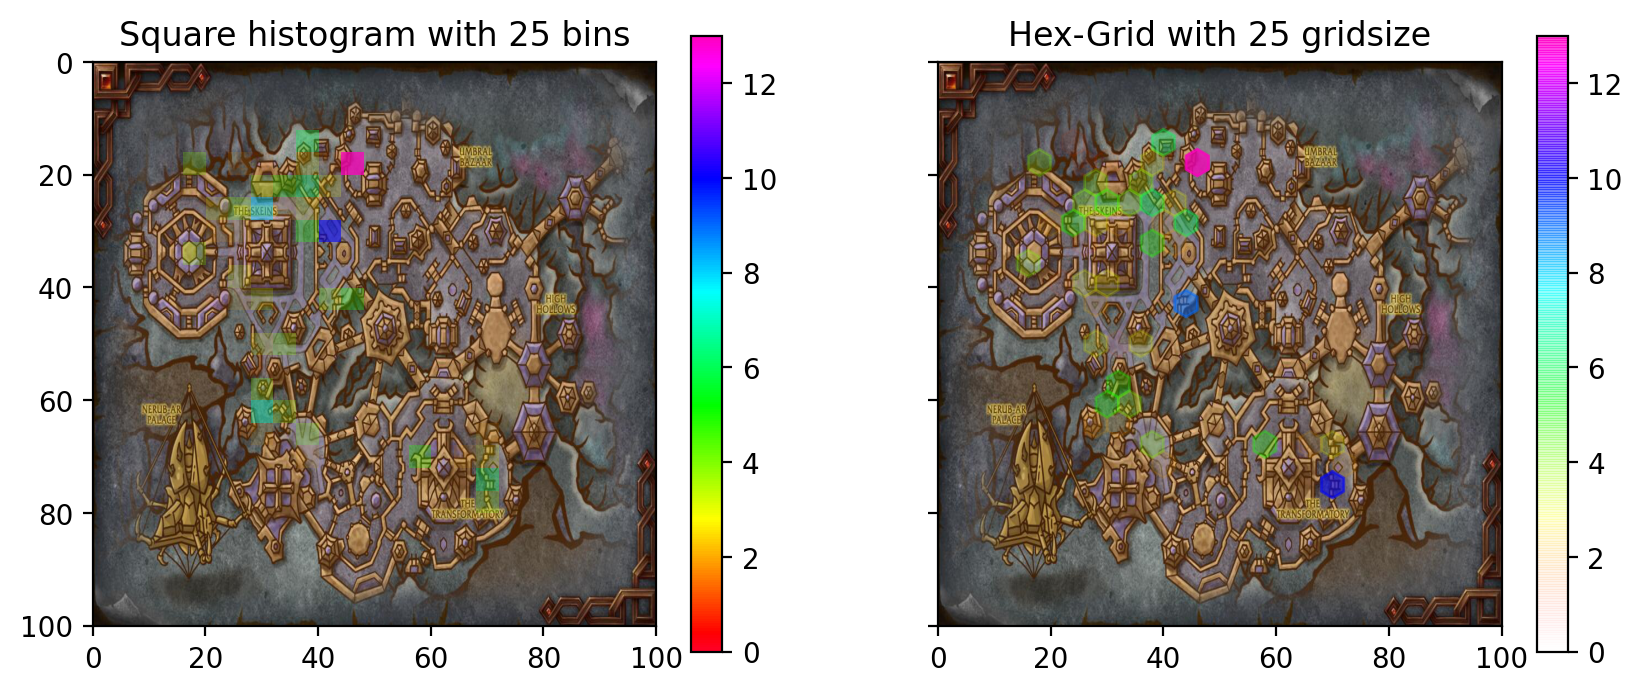 Square histogram with 25 bins
Hex-Grid with 25 gridsize
0
20
40
60
80
100
0
20
40
60
80
100
UMBRAL
BAZAAR
THE SKEINS
HIGH
HOLLOWS
NERUB-AR
PALACE
THE
TRANSFORMATORY
12
10
8
6
4
2
0
UMBRAL
BAZAAR
THE SKEINS
HIGH
HOLLOWS
NERUB-AR
PALACE
THE
TRANSFORMATORY
0
20
40
60
80
100
12
10
8
6
4
2
0